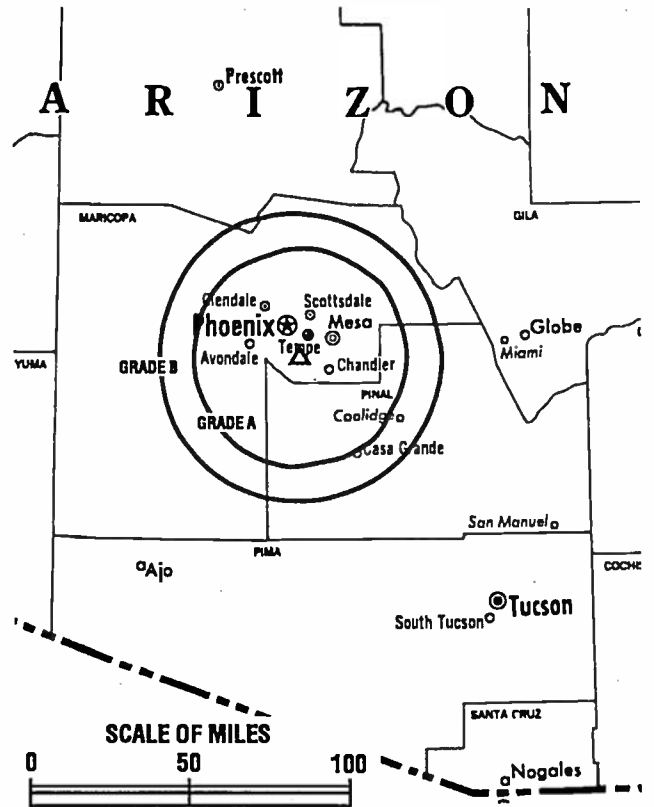 Prescott
A R I Z O N
MARICOPA
GILA
Glendale
Scottsdale
Phoenix
Mesa
Globe
Miami
Avondale
Tempe
YUMA
GRADE B
Chandler
PINAL
Coolidge
GRADE A
Casa Grande
San Manuel
PIMA
Ajo
COCHS
Tucson
South Tucson
SANTA CRUZ
SCALE OF MILES
0 50 100
Nogales